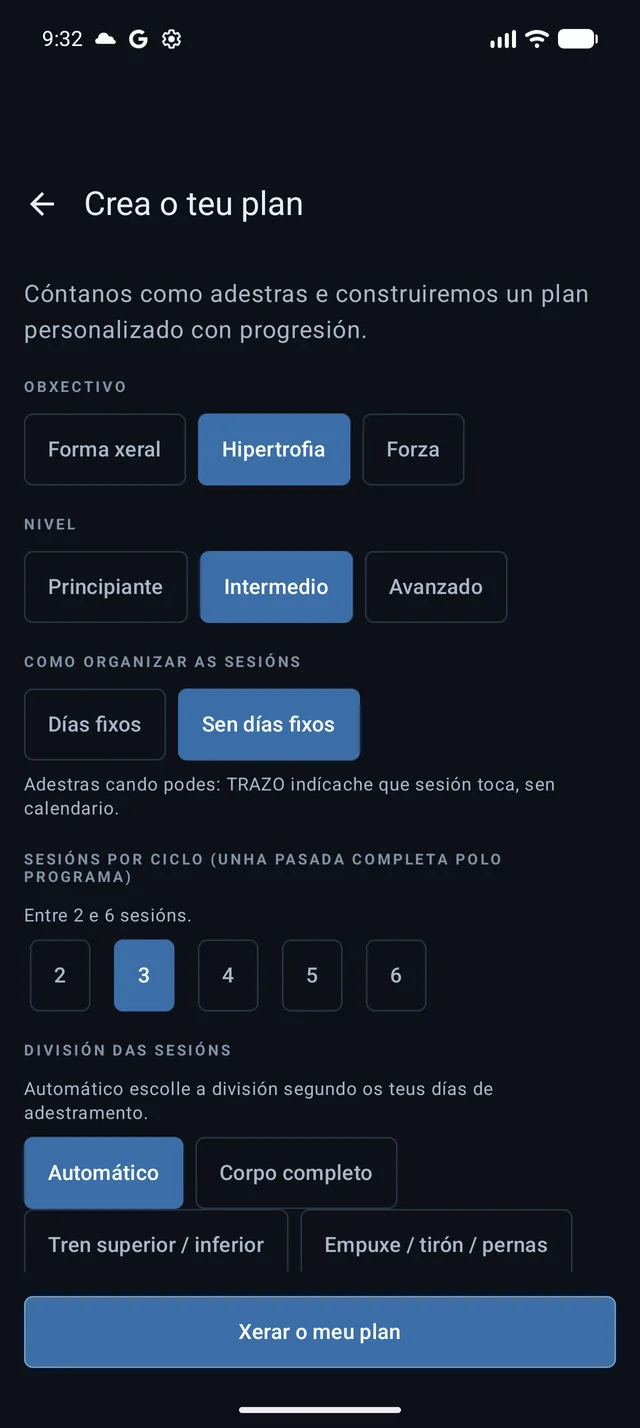 9:32
Crea o teu plan
Cóntanos como adestras e construiremos un plan
personalizado con progresión.
OBXECTIVO
Forma xeral
Hipertrofia
Forza
NIVEL
Principiante
Intermedio
Avanzado
COMO ORGANIZAR AS SESIÓNS
Días fixos
Sen días fixos
Adestras cando podes: TRAZO indícache que sesión toca, sen
calendario.
SESIÓNS POR CICLO (UNHA PASADA COMPLETA POLO
PROGRAMA)
Entre 2 e 6 sesións.
2
3
4
5
6
DIVISIÓN DAS SESIÓNS
Automático escolle a división segundo os teus días de
adestramento.
Automático
Corpo completo
Tren superior / inferior
Empuxe / tirón / pernas
Xerar o meu plan